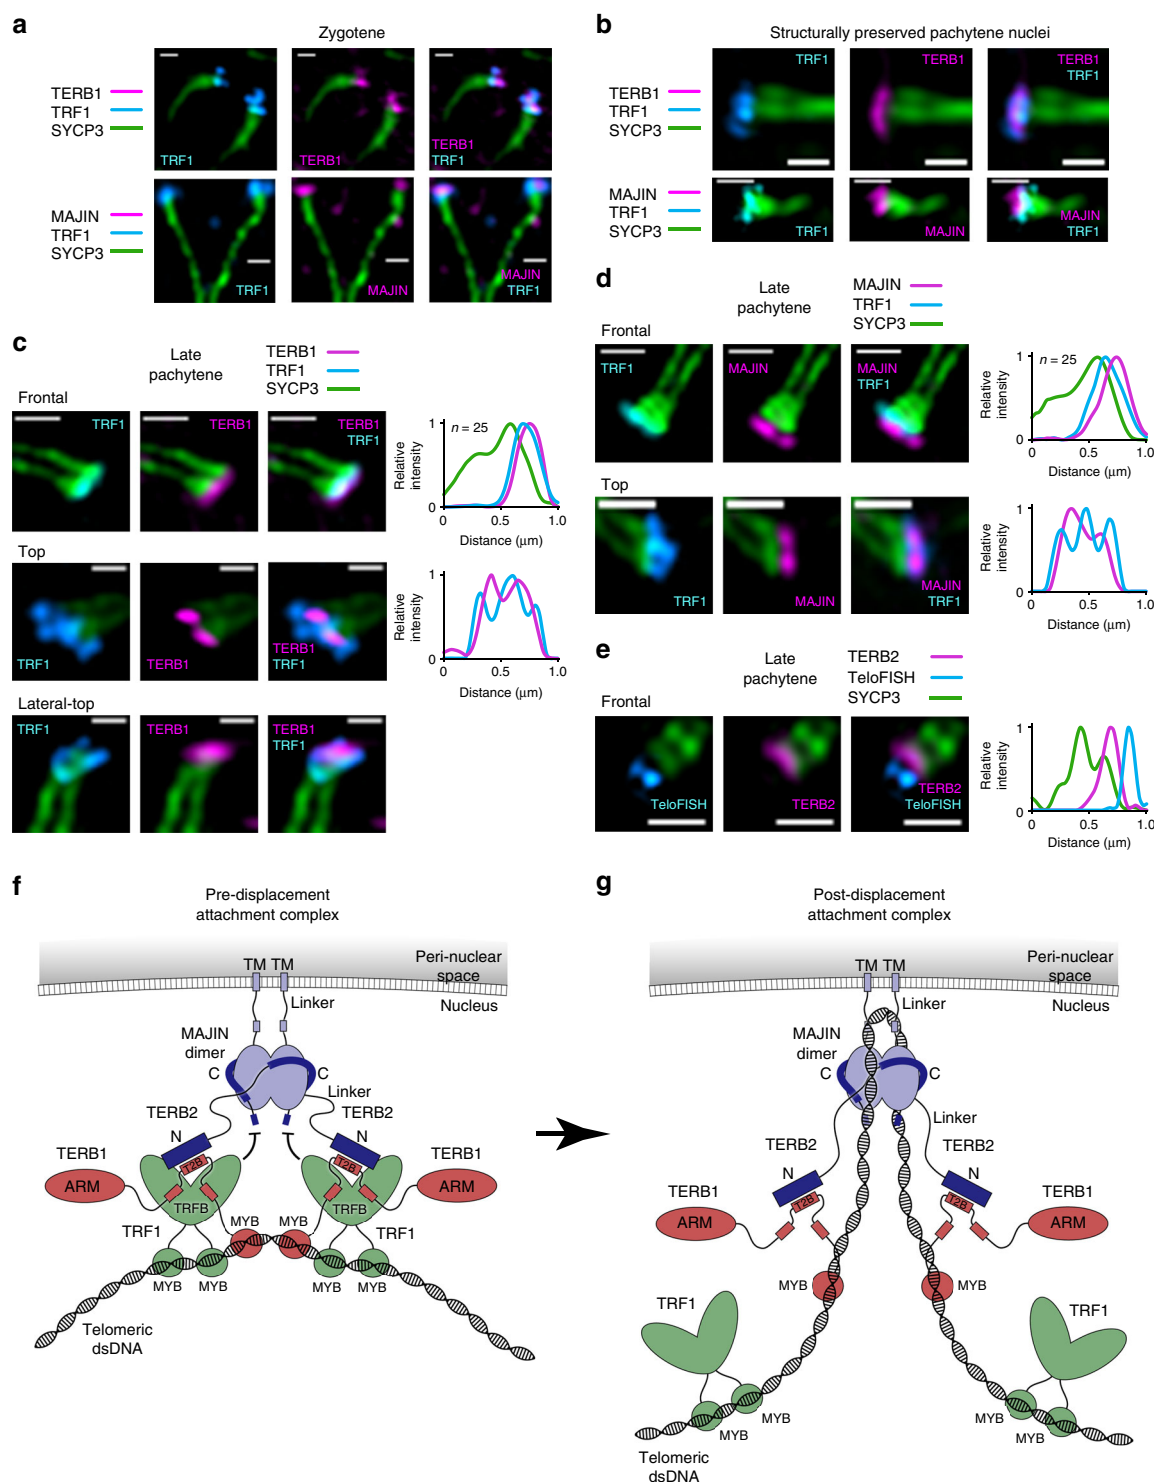 a
Zygotene
TERB1
TRF1
SYCP3
TRF1
TERB1
TERB1
TRF1
MAJIN
TRF1
SYCP3
TRF1
MAJIN
MAJIN
TRF1
b
Structurally preserved pachytene nuclei
TERB1
TRF1
SYCP3
TRF1
TERB1
TERB1
TRF1
MAJIN
TRF1
SYCP3
TRF1
MAJIN
MAJIN
TRF1
c
Late
pachytene
TERB1
TRF1
SYCP3
Frontal
TRF1
TERB1
TERB1
TRF1
Relative
intensity
n = 25
1
0
0
0.5
1.0
Distance (μm)
Top
TRF1
TERB1
TERB1
TRF1
Relative
intensity
1
0
0
0.5
1.0
Distance (μm)
Lateral-top
TRF1
TERB1
TERB1
TRF1
d
Late
pachytene
MAJIN
TRF1
SYCP3
Frontal
TRF1
MAJIN
MAJIN
TRF1
Relative
intensity
n = 25
1
0
0
0.5
1.0
Distance (μm)
Top
TRF1
MAJIN
MAJIN
TRF1
Relative
intensity
1
0
0
0.5
1.0
Distance (μm)
e
Late
pachytene
TERB2
TeloFISH
SYCP3
Frontal
TeloFISH
TERB2
TERB2
TeloFISH
Relative
intensity
1
0
0
0.5
1.0
Distance (μm)
f
Pre-displacement
attachment complex
TM TM
Peri-nuclear
space
Nucleus
Linker
MAJIN
dimer
C
C
Linker
TERB2
TERB2
N
N
TERB1
TERB1
ARM
T2B
T2B
ARM
TRFB
TRFB
TRF1
MYB
MYB
TRF1
MYB
MYB
MYB
MYB
Telomeric
dsDNA
g
Post-displacement
attachment complex
TM TM
Peri-nuclear
space
Nucleus
Linker
MAJIN
dimer
C
C
Linker
TERB2
TERB2
N
N
TERB1
TERB1
ARM
T2B
T2B
ARM
MYB
MYB
TRF1
TRF1
MYB
MYB
MYB
MYB
Telomeric
dsDNA